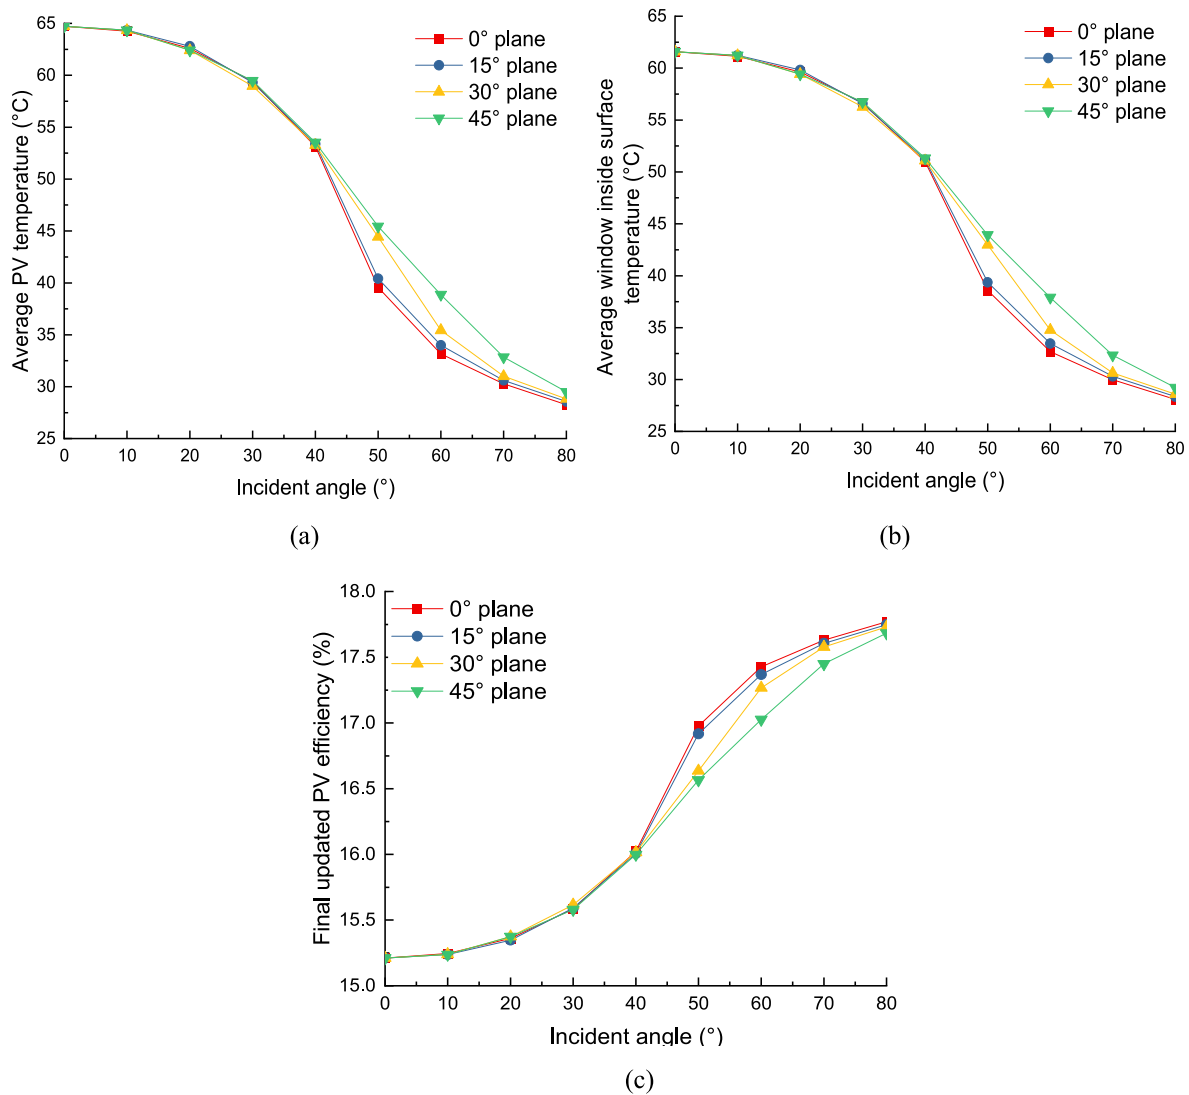 65
60
55
50
45
40
35
30
25
0 10 20 30 40 50 60 70 80
Average PV temperature (°C)
Incident angle (°)
0° plane
15° plane
30° plane
45° plane
(a)
65
60
55
50
45
40
35
30
25
0 10 20 30 40 50 60 70 80
Average window inside surface
temperature (°C)
Incident angle (°)
0° plane
15° plane
30° plane
45° plane
(b)
18.0
17.5
17.0
16.5
16.0
15.5
15.0
0 10 20 30 40 50 60 70 80
Final updated PV efficiency (%)
Incident angle (°)
0° plane
15° plane
30° plane
45° plane
(c)